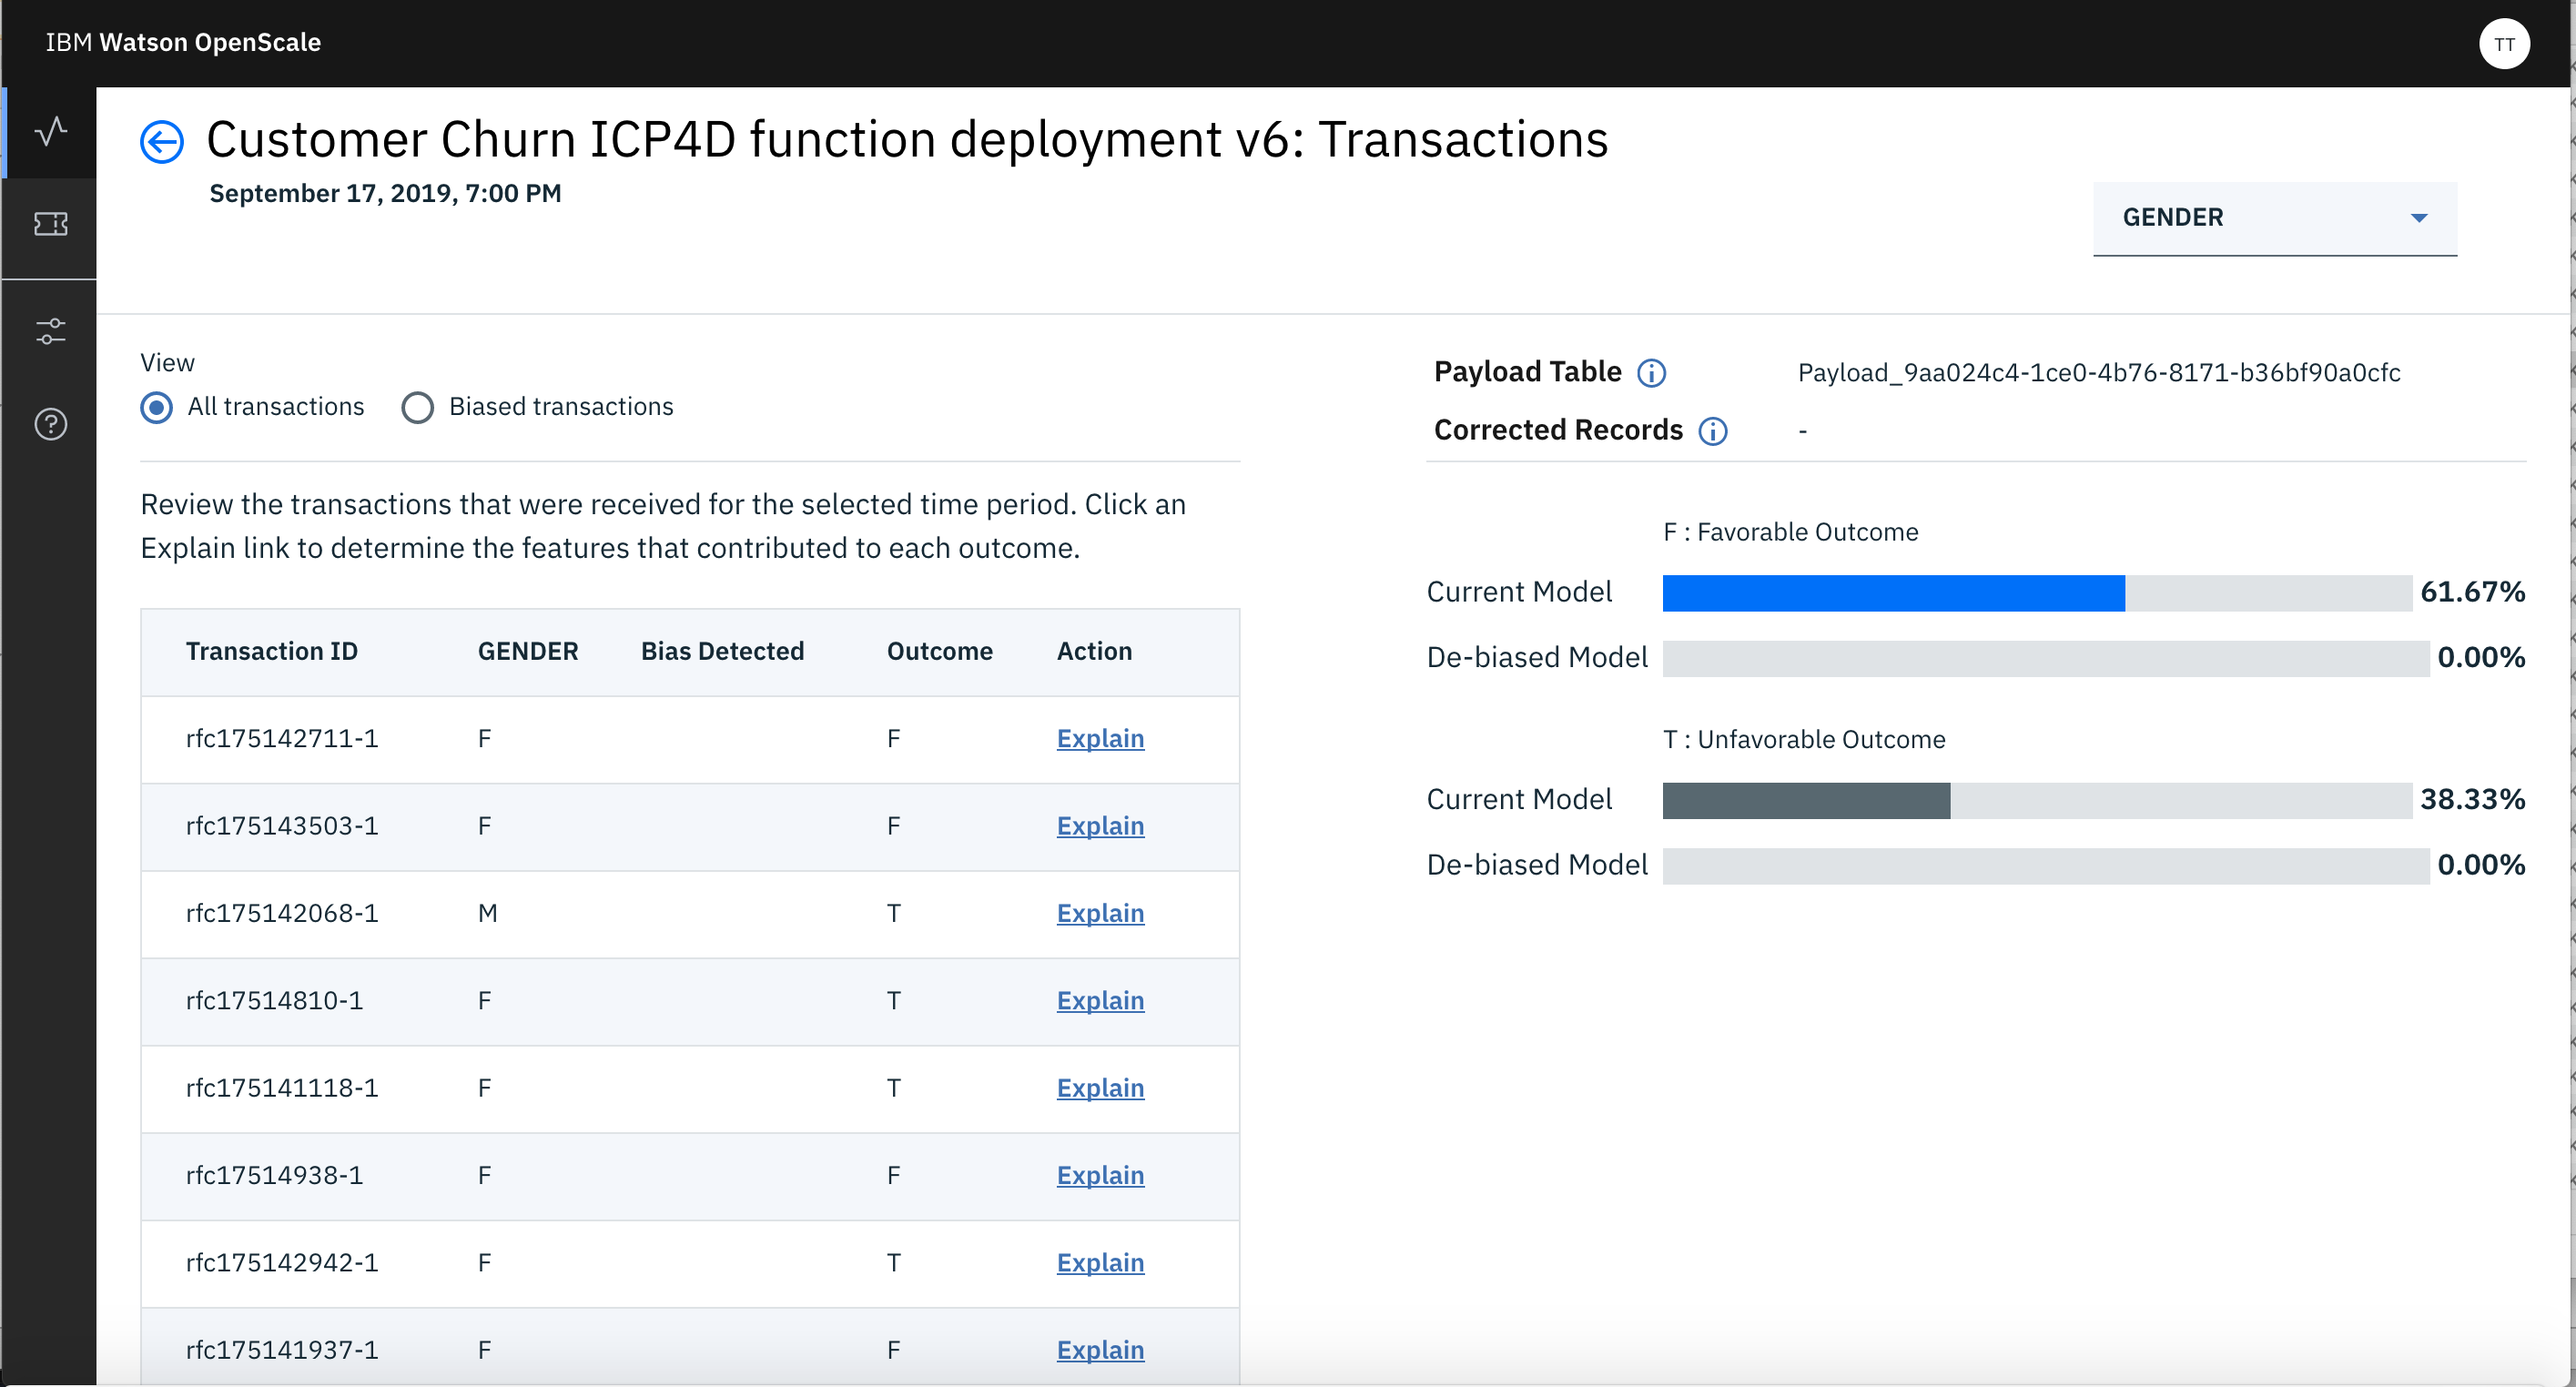 IBM Watson OpenScale
TT
Customer Churn ICP4D function deployment v6: Transactions
September 17, 2019, 7:00 PM
GENDER
View
All transactions
Biased transactions
Review the transactions that were received for the selected time period. Click an
Explain link to determine the features that contributed to each outcome.
Transaction ID GENDER Bias Detected Outcome Action
rfc175142711-1 F F Explain
rfc175143503-1 F F Explain
rfc175142068-1 M T Explain
rfc17514810-1 F T Explain
rfc175141118-1 F T Explain
rfc17514938-1 F F Explain
rfc175142942-1 F T Explain
rfc175141937-1 F F Explain
Payload Table Payload_9aa024c4-1ce0-4b76-8171-b36bf90a0cfc
Corrected Records -
F : Favorable Outcome
Current Model 61.67%
De-biased Model 0.00%
T : Unfavorable Outcome
Current Model 38.33%
De-biased Model 0.00%